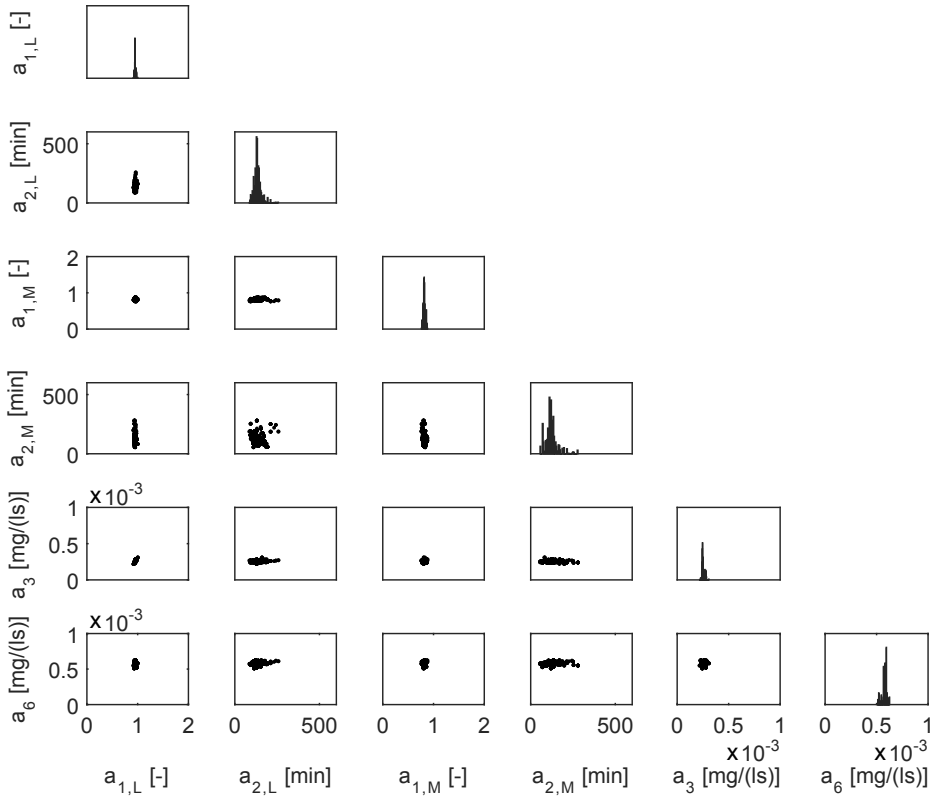 a1,L [-]
500
0
a2,L [min]
2
1
0
a1,M [-]
500
0
a2,M [min]
x10-3
1
0.5
0
a3 [mg/(ls)]
x10-3
1
0.5
0
a6 [mg/(ls)]
0 1 2
0 500
0 1 2
0 500
0 0.5 1
0 0.5 1
x10-3
x10-3
a1,L [-]
a2,L [min]
a1,M [-]
a2,M [min]
a3 [mg/(ls)]
a6 [mg/(ls)]